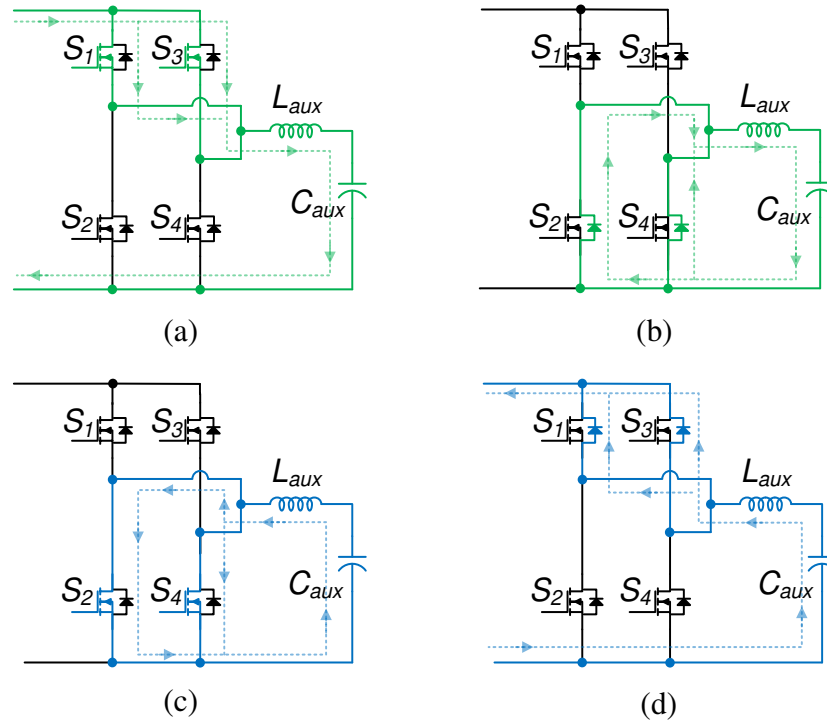 S1 S3
Laux
S2 S4 Caux
(a)
S1 S3
Laux
S2 S4 Caux
(b)
S1 S3
Laux
S2 S4 Caux
(c)
S1 S3
Laux
S2 S4 Caux
(d)